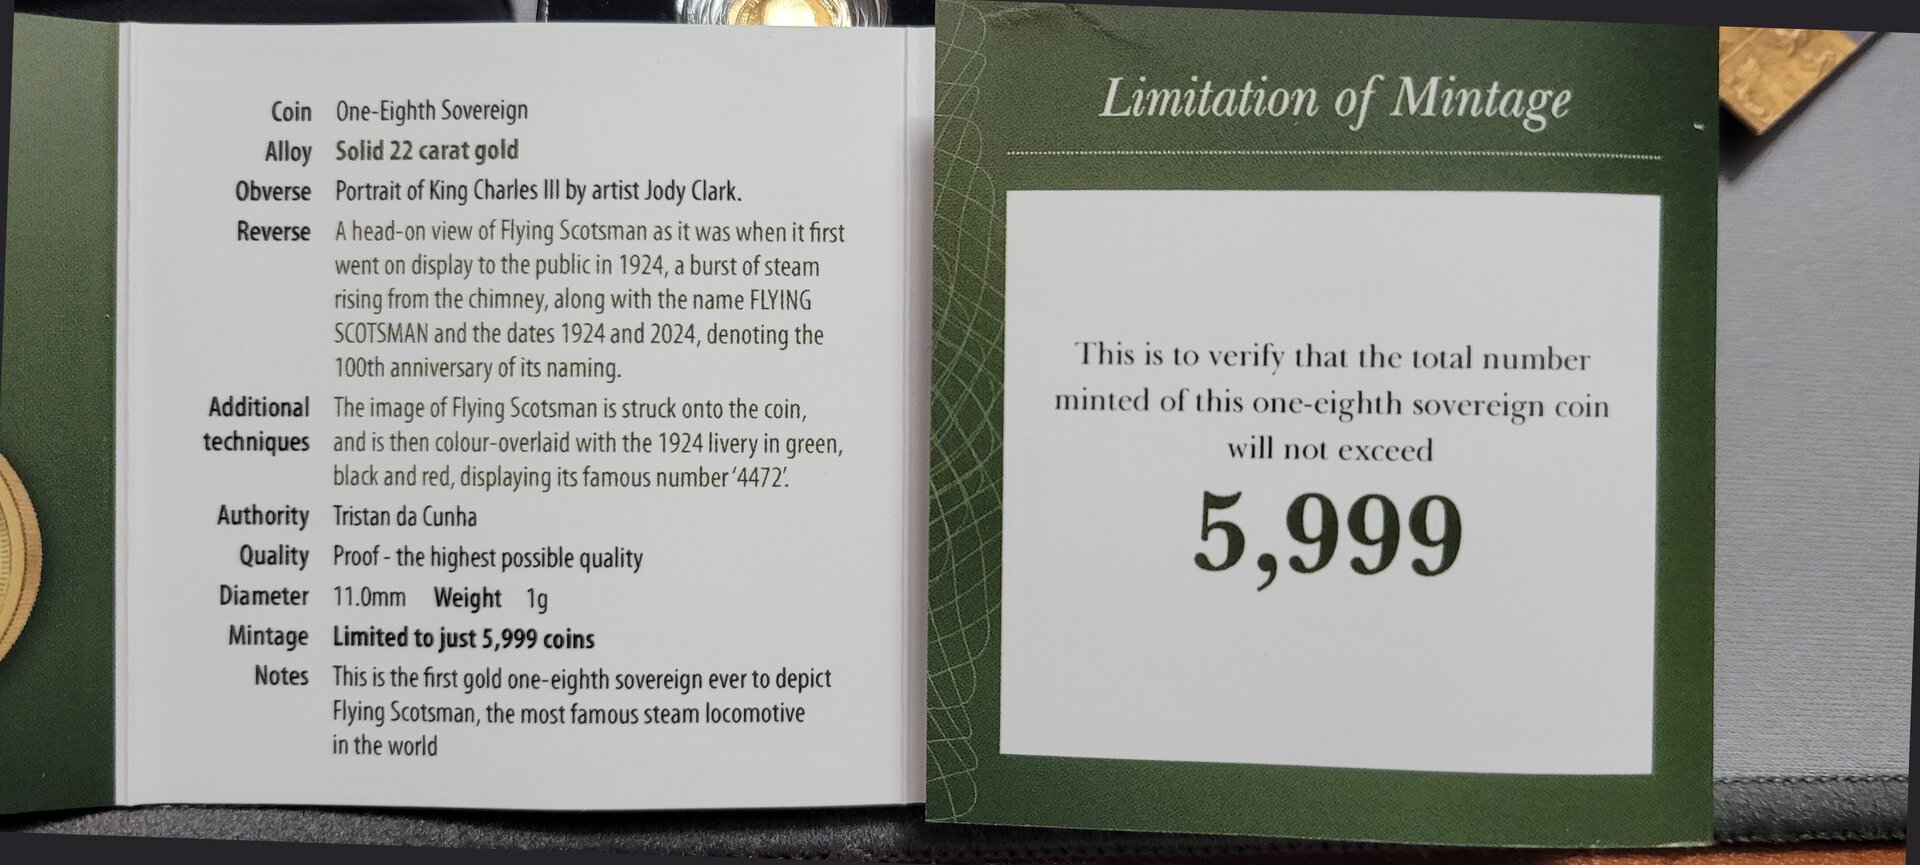 Coin One-Eighth Sovereign
Alloy Solid 22 carat gold
Obverse Portrait of King Charles III by artist Jody Clark.
Reverse A head-on view of Flying Scotsman as it was when it first
went on display to the public in 1924, a burst of steam
rising from the chimney, along with the name FLYING
SCOTSMAN and the dates 1924 and 2024, denoting the
100th anniversary of its naming.
Additional The image of Flying Scotsman is struck onto the coin,
techniques and is then colour-overlaid with the 1924 livery in green,
black and red, displaying its famous number ‘4472’.
Authority Tristan da Cunha
Quality Proof - the highest possible quality
Diameter 11.0mm Weight 1g
Mintage Limited to just 5,999 coins
Notes This is the first gold one-eighth sovereign ever to depict
Flying Scotsman, the most famous steam locomotive
in the world
Limitation of Mintage
This is to verify that the total number
minted of this one-eighth sovereign coin
will not exceed
5,999